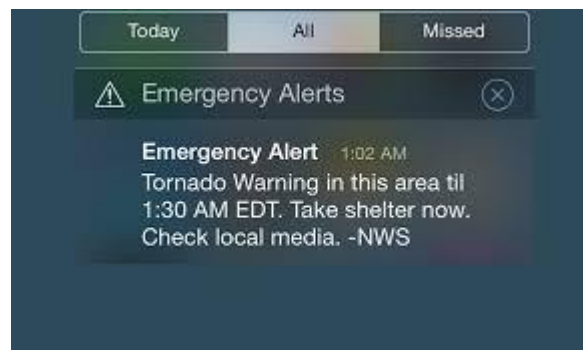 Today All Missed
Emergency Alerts
Emergency Alert 1:02 AM
Tornado Warning in this area til
1:30 AM EDT. Take shelter now.
Check local media. -NWS